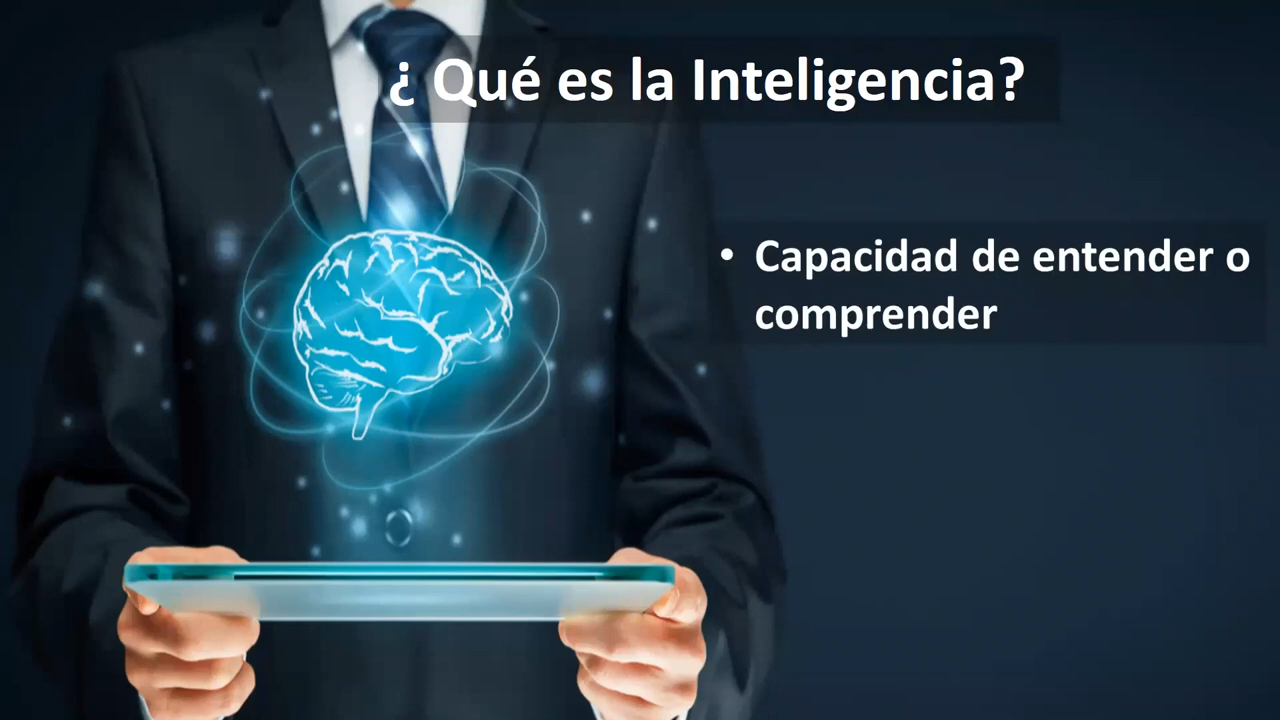 ¿ Qué es la Inteligencia?
• Capacidad de entender o
comprender